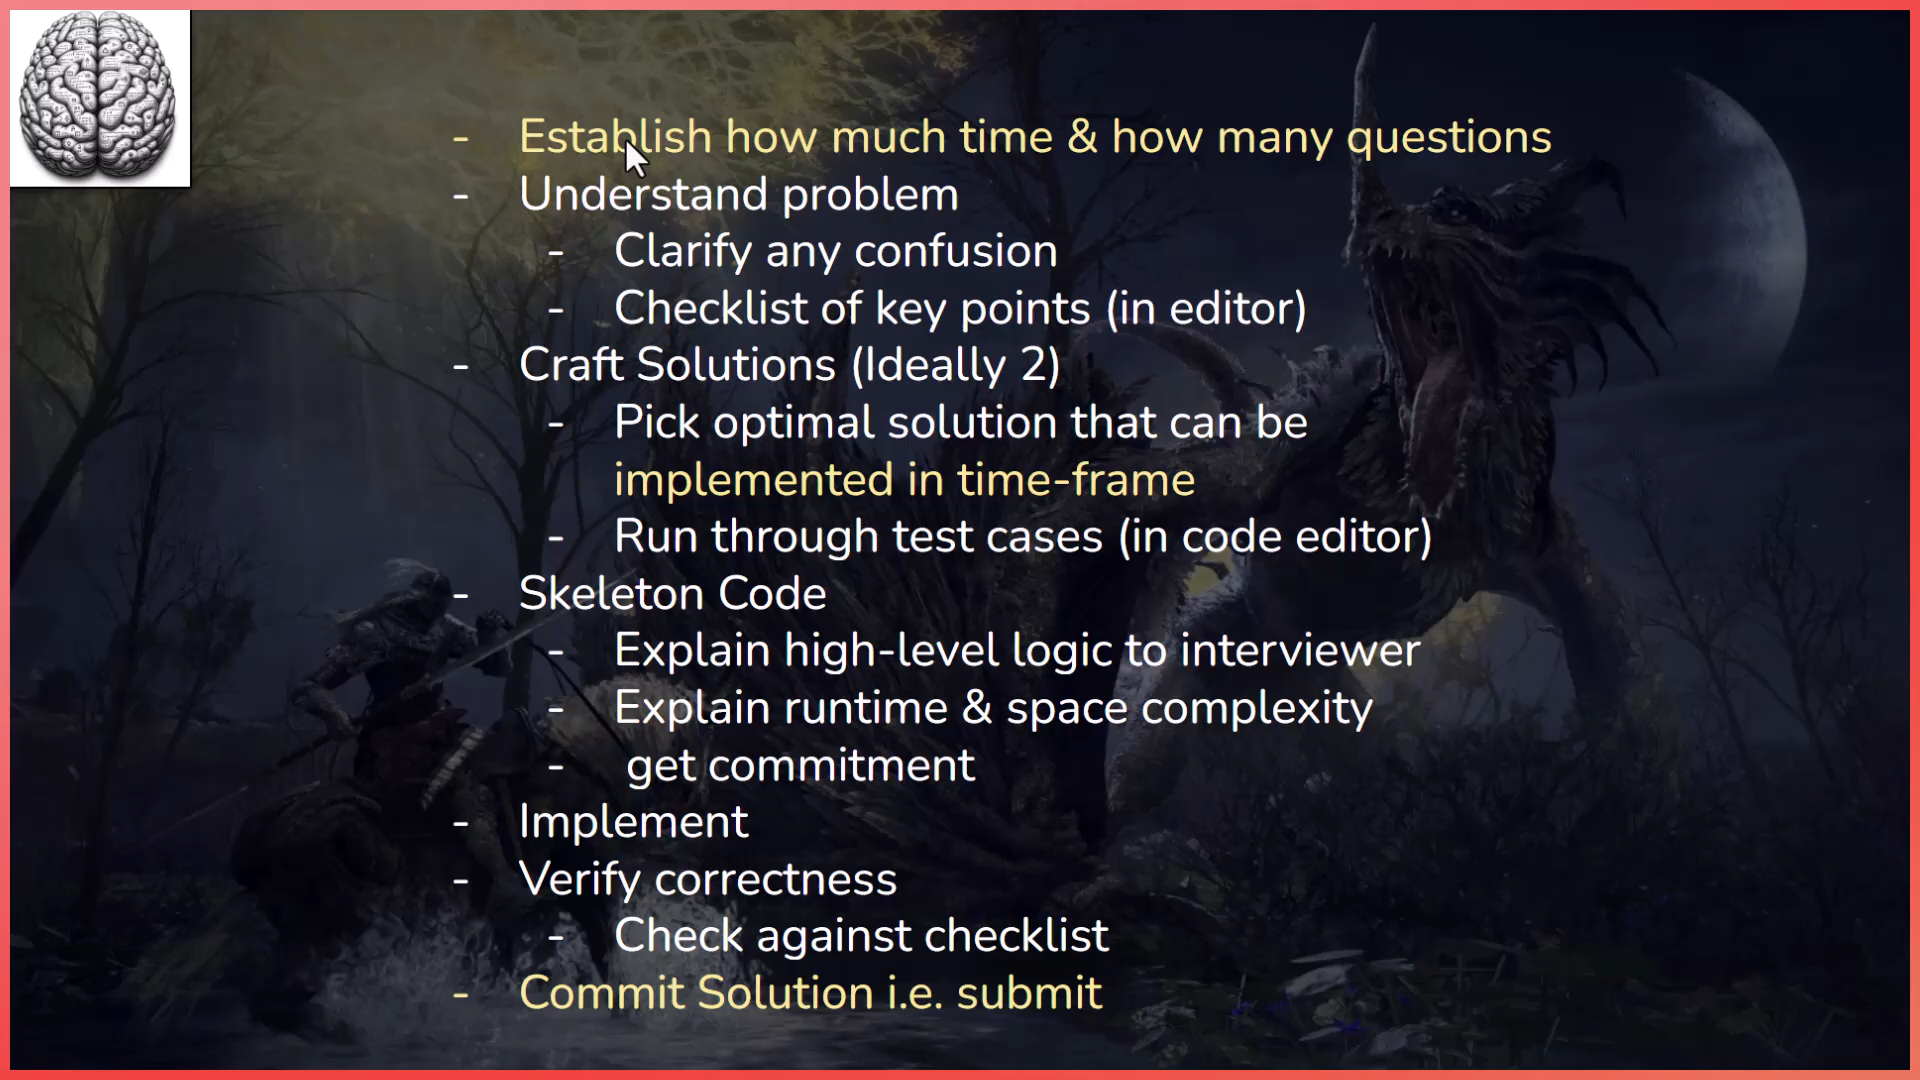 - Establish how much time & how many questions
- Understand problem
- Clarify any confusion
- Checklist of key points (in editor)
- Craft Solutions (Ideally 2)
- Pick optimal solution that can be
implemented in time-frame
- Run through test cases (in code editor)
- Skeleton Code
- Explain high-level logic to interviewer
- Explain runtime & space complexity
- get commitment
- Implement
- Verify correctness
- Check against checklist
- Commit Solution i.e. submit